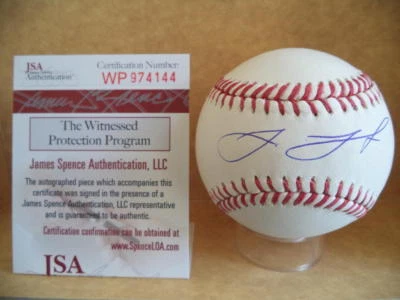 JSA
Authentication
Certification Number:
WP 974144
The Witnessed
Protection Program
James Spence Authentication, LLC
The autographed piece which accompanies this
certificate was signed in the presence of a
James Spence Authentication, LLC representative
and is guaranteed to be authentic.
Certification confirmation can be obtained at
www.SpenceLOA.com
JSA